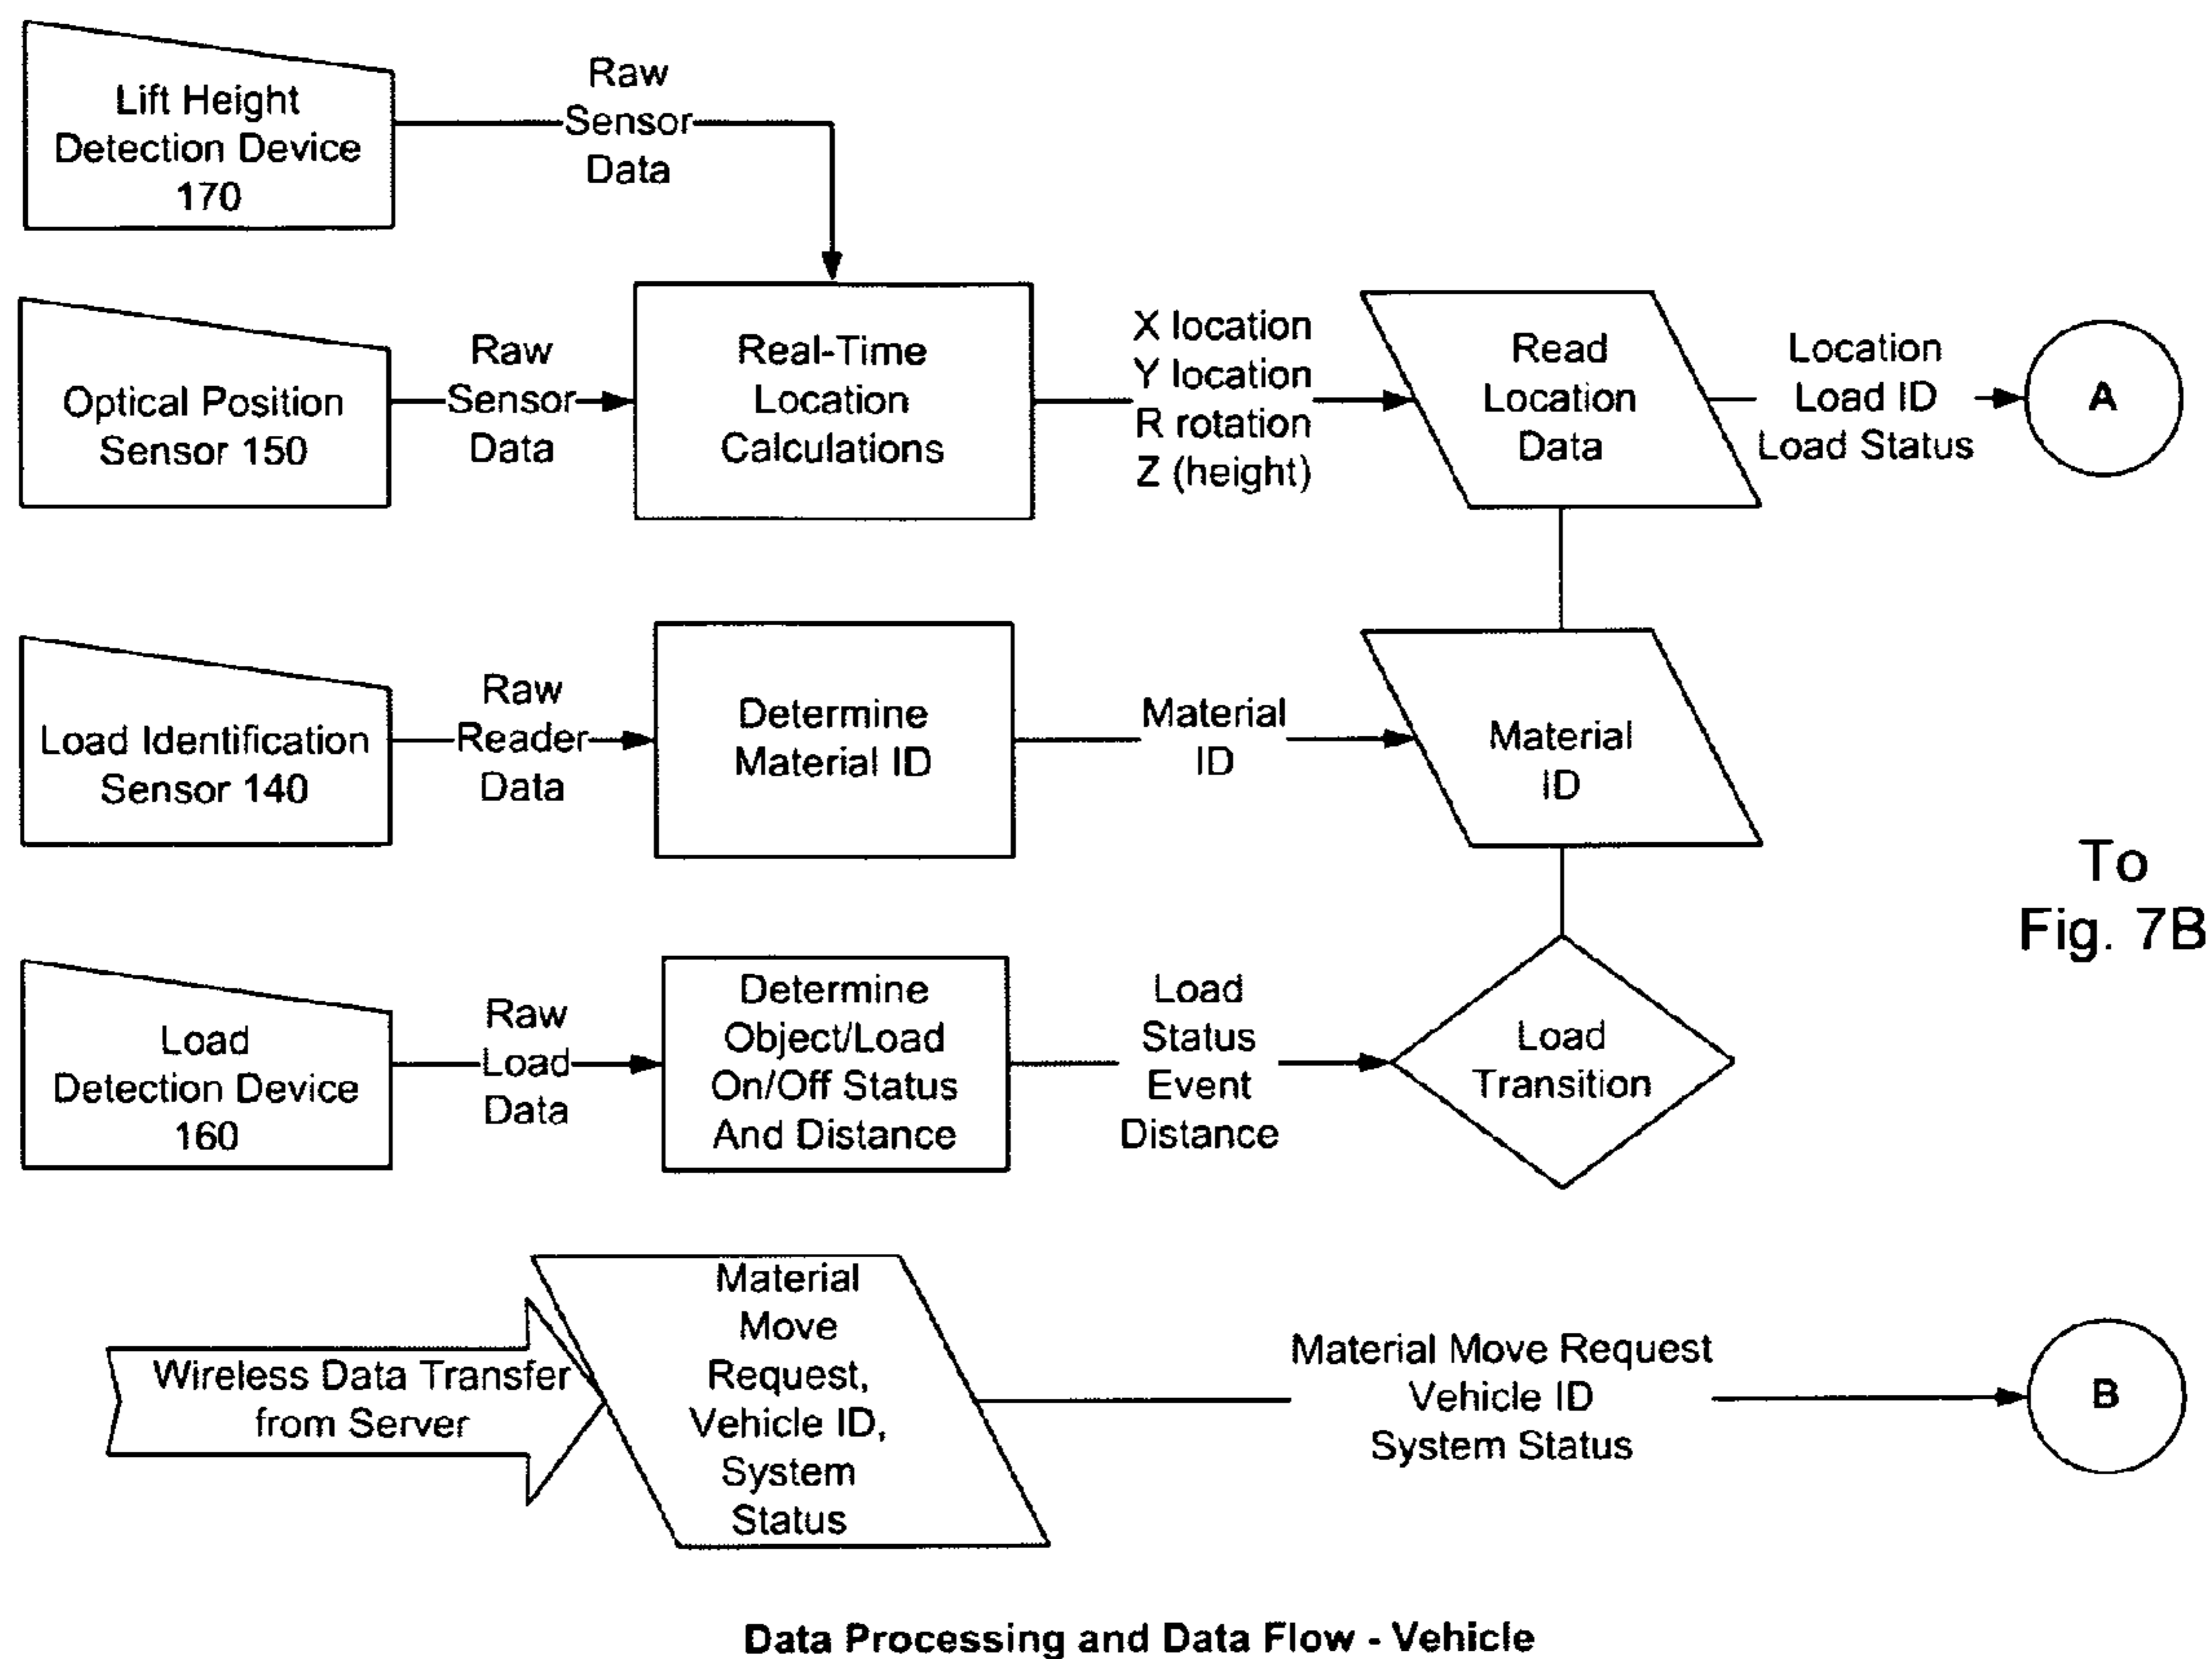 Lift Height
Detection Device
170
Raw
Sensor
Data
Optical Position
Sensor 150
Raw
Sensor
Data
Real-Time
Location
Calculations
X location
Y location
R rotation
Z (height)
Read
Location
Data
Location
Load ID
Load Status
A
Load Identification
Sensor 140
Raw
Reader
Data
Determine
Material ID
Material
ID
Material
ID
To
Fig. 7B
Load
Detection Device
160
Raw
Load
Data
Determine
Object/Load
On/Off Status
And Distance
Load
Status
Event
Distance
Load
Transition
Wireless Data Transfer
from Server
Material
Move
Request,
Vehicle ID,
System
Status
Material Move Request
Vehicle ID
System Status
B
Data Processing and Data Flow - Vehicle